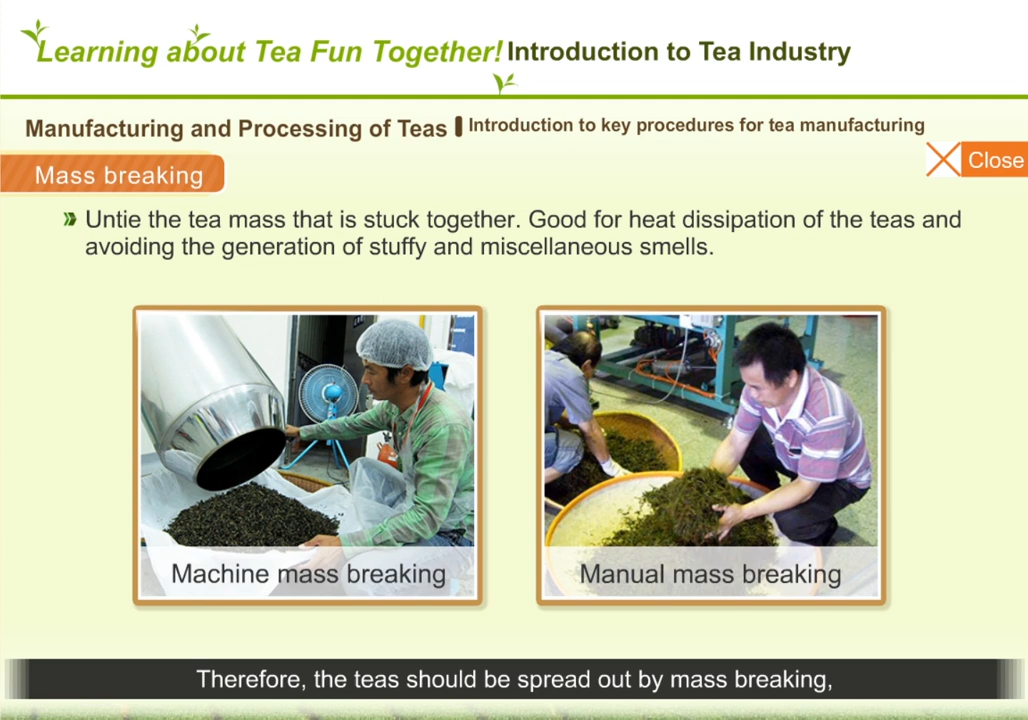 Learning about Tea Fun Together! Introduction to Tea Industry
Manufacturing and Processing of Teas Introduction to key procedures for tea manufacturing
Close
Mass breaking
Untie the tea mass that is stuck together. Good for heat dissipation of the teas and
avoiding the generation of stuffy and miscellaneous smells.
Machine mass breaking
Manual mass breaking
Therefore, the teas should be spread out by mass breaking,